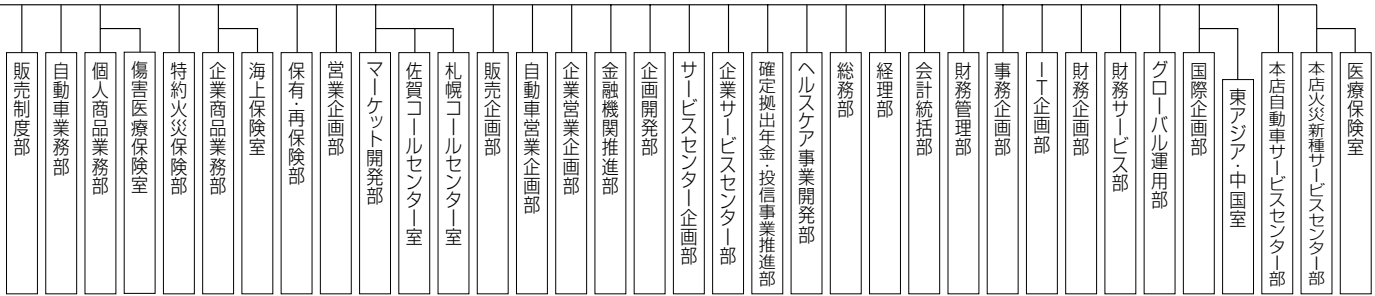 販売制度部
自動車業務部
個人商品業務部
傷害医療保険室
特約火災保険部
企業商品業務部
海上保険室
保有・再保険部
営業企画部
マーケット開発部
佐賀コールセンター室
札幌コールセンター室
販売企画部
自動車営業企画部
企業営業企画部
金融機関推進部
企画開発部
サービスセンター企画部
企業サービスセンター部
確定拠出年金・投信事業推進部
ヘルスケア事業開発部
総務部
経理部
会計統括部
財務管理部
事務企画部
IT企画部
財務企画部
財務サービス部
グローバル運用部
国際企画部
東アジア・中国室
本店自動車サービスセンター部
本店火災新種サービスセンター部
医療保険室